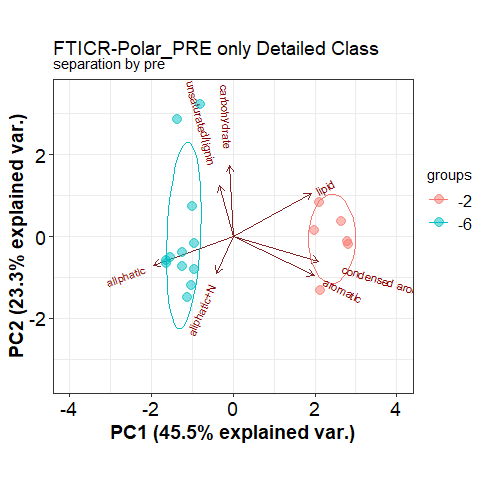 FTICR-Polar_PRE only Detailed Class
separation by pre
unsaturated/lignin
carbohydrate
lipid
aliphatic
aliphatic+N
condensed aron
aromatic
2
0
-2
-4
-2
0
2
4
PC2 (23.3% explained var.)
PC1 (45.5% explained var.)
groups
-2
-6